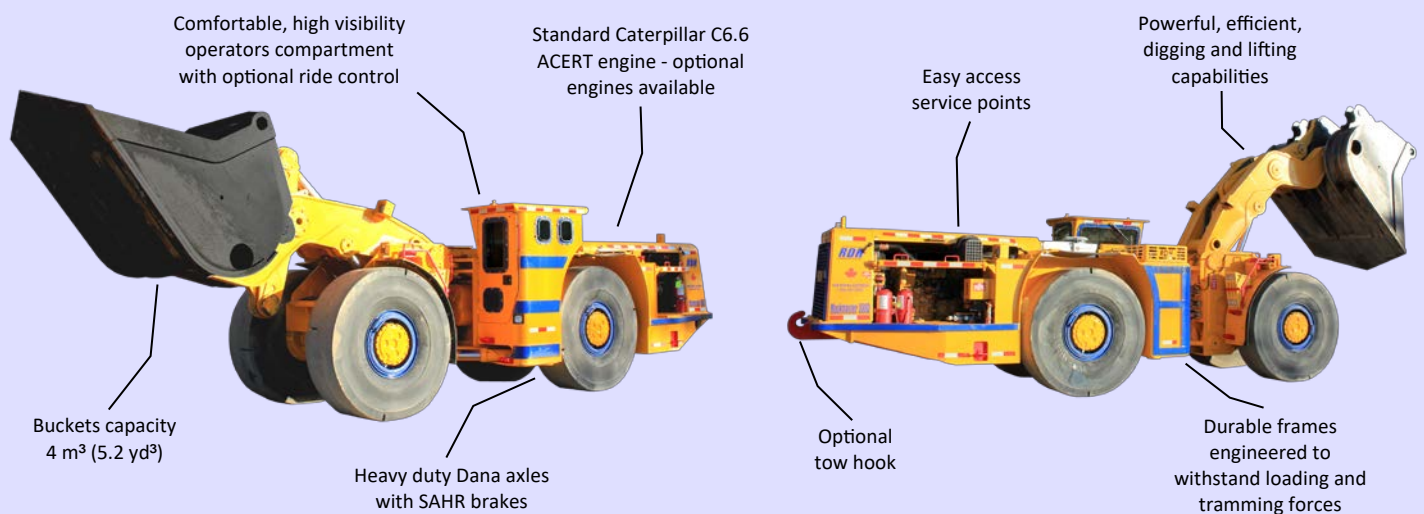 Comfortable, high visibility
operators compartment
with optional ride control
Standard Caterpillar C6.6
ACERT engine - optional
engines available
Easy access
service points
Powerful, efficient,
digging and lifting
capabilities
RDH
Buckets capacity
4 m³ (5.2 yd³)
Heavy duty Dana axles
with SAHR brakes
Optional
tow hook
Durable frames
engineered to
withstand loading and
tramming forces